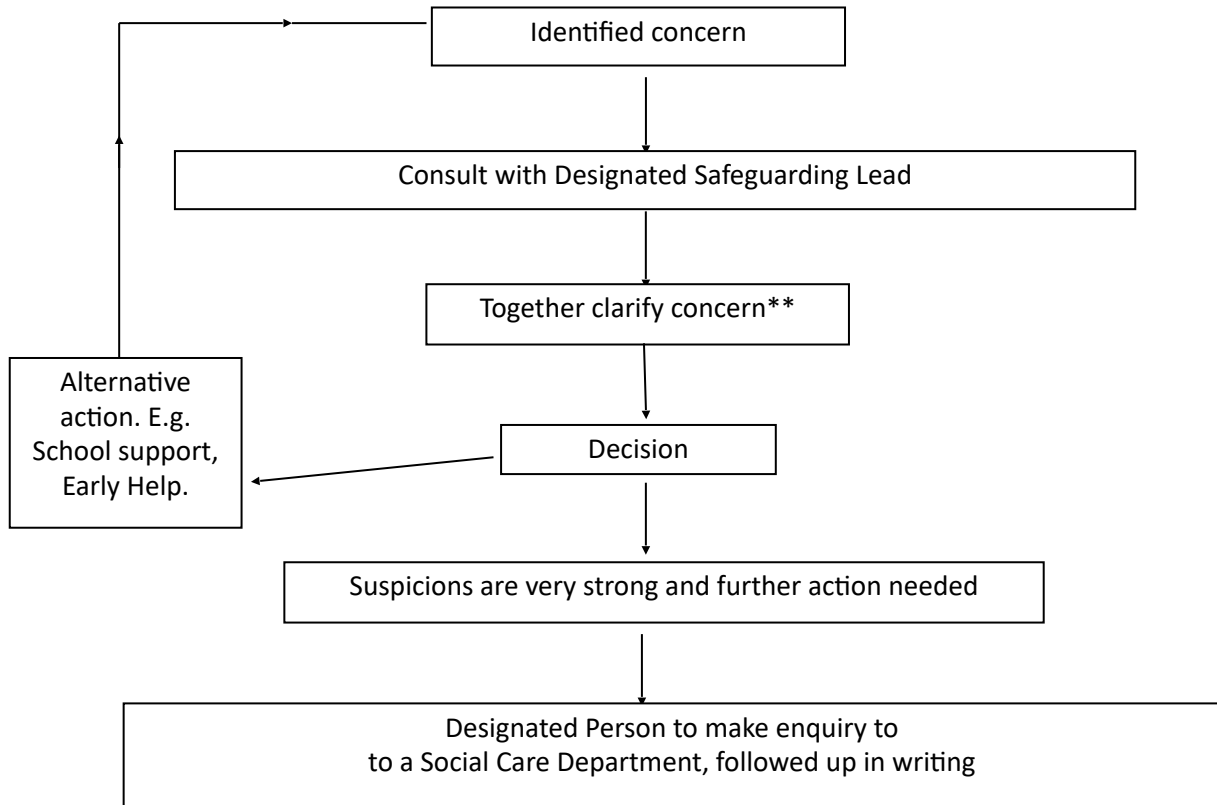 Identified concern
Consult with Designated Safeguarding Lead
Together clarify concern**
Alternative
action. E.g.
School support,
Early Help.
Decision
Suspicions are very strong and further action needed
Designated Person to make enquiry to
to a Social Care Department, followed up in writing